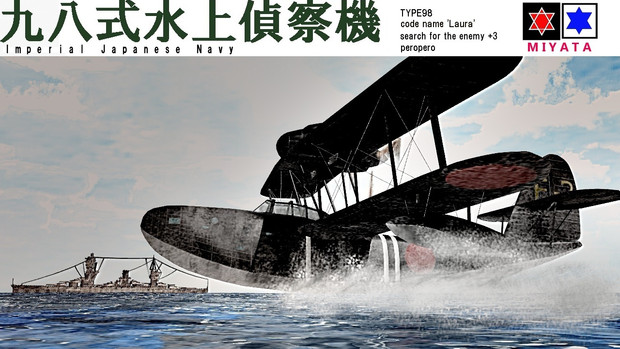 九八式水上偵察機
Imperial Japanese Navy
TYPE98
code name 'Laura'
search for the enemy +3
peropero
MIYATA